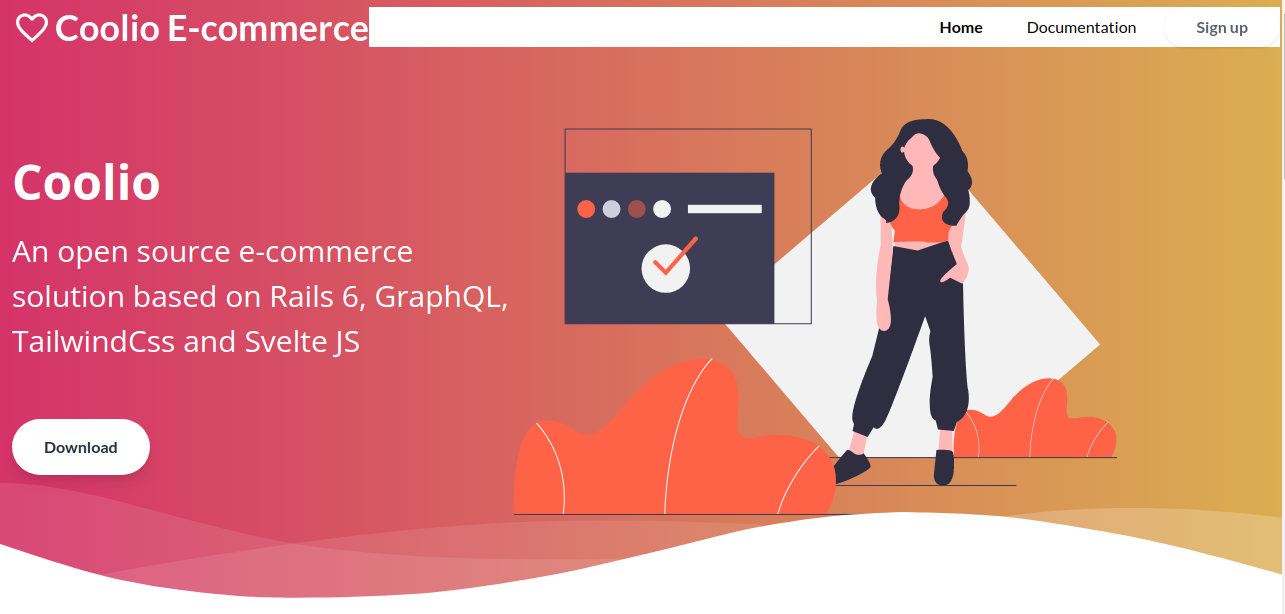 Coolio E-commerce
Home
Documentation
Sign up
Coolio
An open source e-commerce
solution based on Rails 6, GraphQL,
TailwindCss and Svelte JS
Download